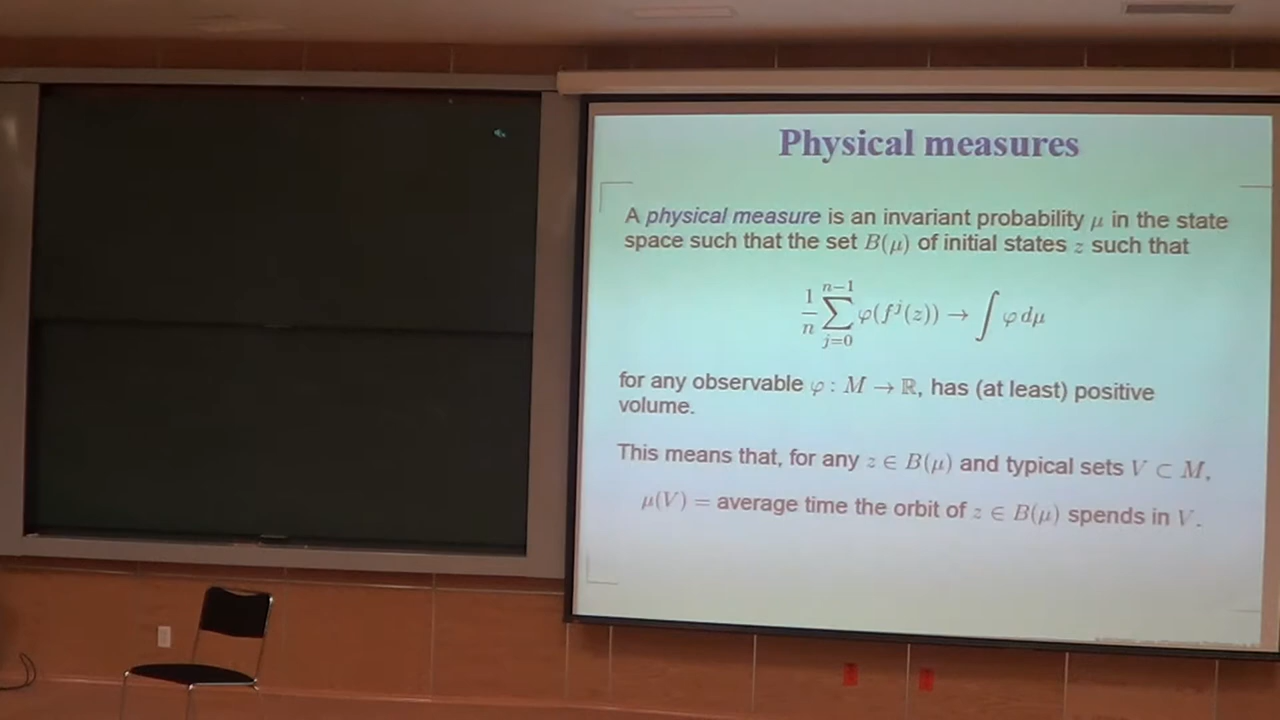 Physical measures
A physical measure is an invariant probability μ in the state
space such that the set B(μ) of initial states z such that
1/n ∑_{j=0}^{n−1} φ(f^j(z)) → ∫ φ dμ
for any observable φ : M → ℝ, has (at least) positive
volume.
This means that, for any z ∈ B(μ) and typical sets V ⊂ M,
μ(V) = average time the orbit of z ∈ B(μ) spends in V.